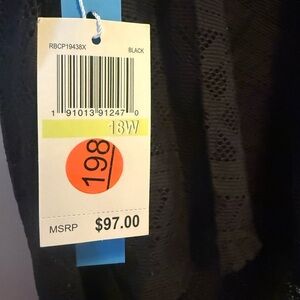 RBCP19438X BLACK
1 91013 91247 0
18W
198
MSRP $97.00